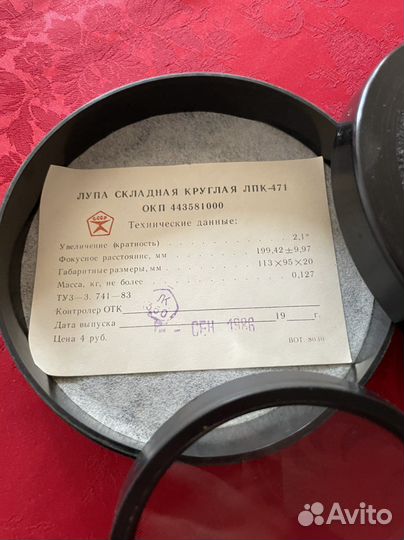 ЛУПА СКЛАДНАЯ КРУГЛАЯ ЛПК-471
ОКП 443581000
СССР
Технические данные:
Увеличение (кратность) . . . . . . . 2,1ˣ
Фокусное расстояние, мм . . . . . . 199,42±9,97
Габаритные размеры, мм . . . . . . 113×95×20
Масса, кг, не более . . . . . . . 0,127
ТУЗ—3. 741—83
Контролер ОТК
Дата выпуска - СЕН 1986 19 г.
Цена 4 руб.
ВОТ
Avito